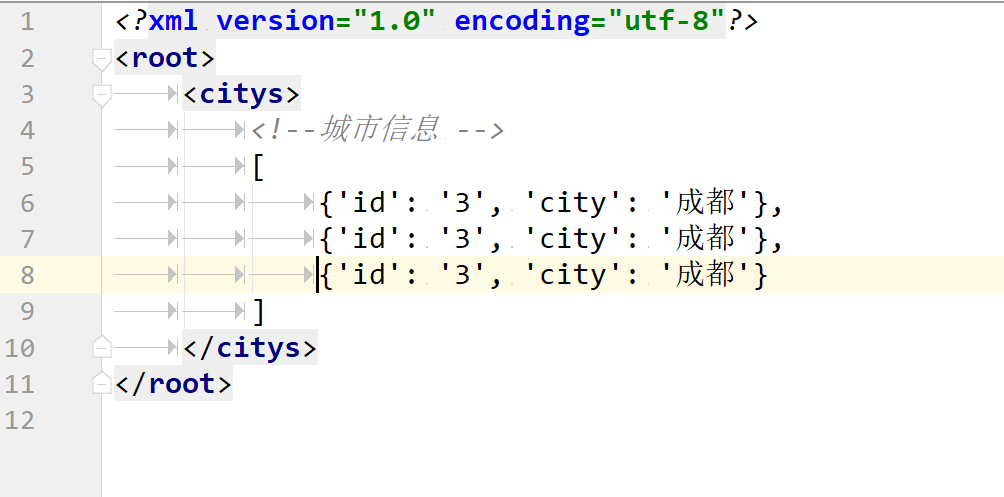 1 <?xml version="1.0" encoding="utf-8"?>
2 <root>
3 <citys>
4 <!--城市信息 -->
5 [
6 {'id': '3', 'city': '成都'},
7 {'id': '3', 'city': '成都'},
8 {'id': '3', 'city': '成都'}
9 ]
10 </citys>
11 </root>
12